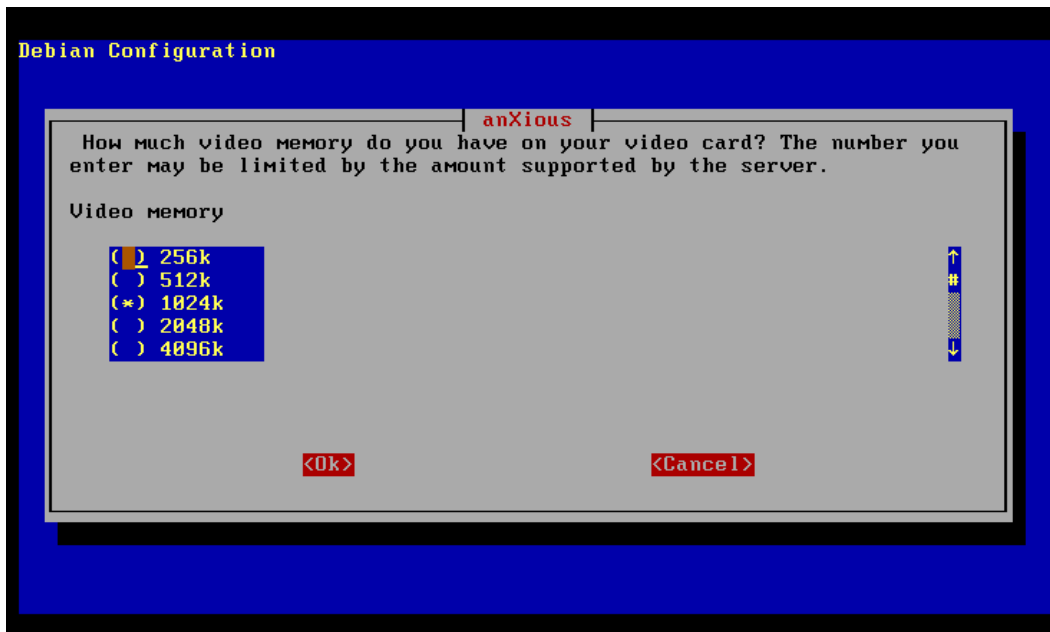 Debian Configuration
anXious
How much video memory do you have on your video card? The number you
enter may be limited by the amount supported by the server.
Video memory
( ) 256k
( ) 512k
(*) 1024k
( ) 2048k
( ) 4096k
↑
#
↓
<Ok> <Cancel>